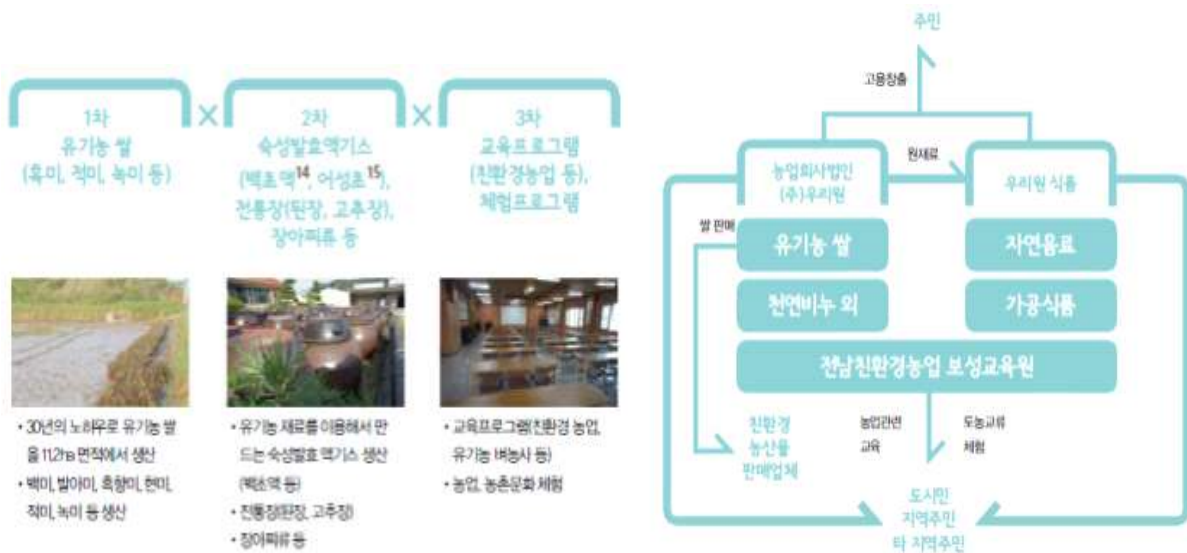 1차
유기농 쌀
(흑미, 적미, 녹미 등)
×
2차
숙성발효액기스
(백초액14, 어성초15),
전통장(된장, 고추장),
장아찌류 등
×
3차
교육프로그램
(친환경농업 등),
체험프로그램
• 30년의 노하우로 유기농 쌀
을 11.2ha 면적에서 생산
• 백미, 발아미, 흑향미, 현미,
적미, 녹미 등 생산
• 유기농 재료를 이용해서 만
드는 숙성발효 액기스 생산
(백초액 등)
• 전통장(된장, 고추장)
• 장아찌류 등
• 교육프로그램(친환경 농업,
유기농 벼농사 등)
• 농업, 농촌문화 체험
주민
고용창출
원재료
농업회사법인
(주)우리원
우리원 식품
쌀 판매
유기농 쌀
자연음료
천연비누 외
가공식품
전남친환경농업 보성교육원
친환경
농산물
판매업체
농업관련
교육
도농교류
체험
도시민
지역주민
타 지역주민